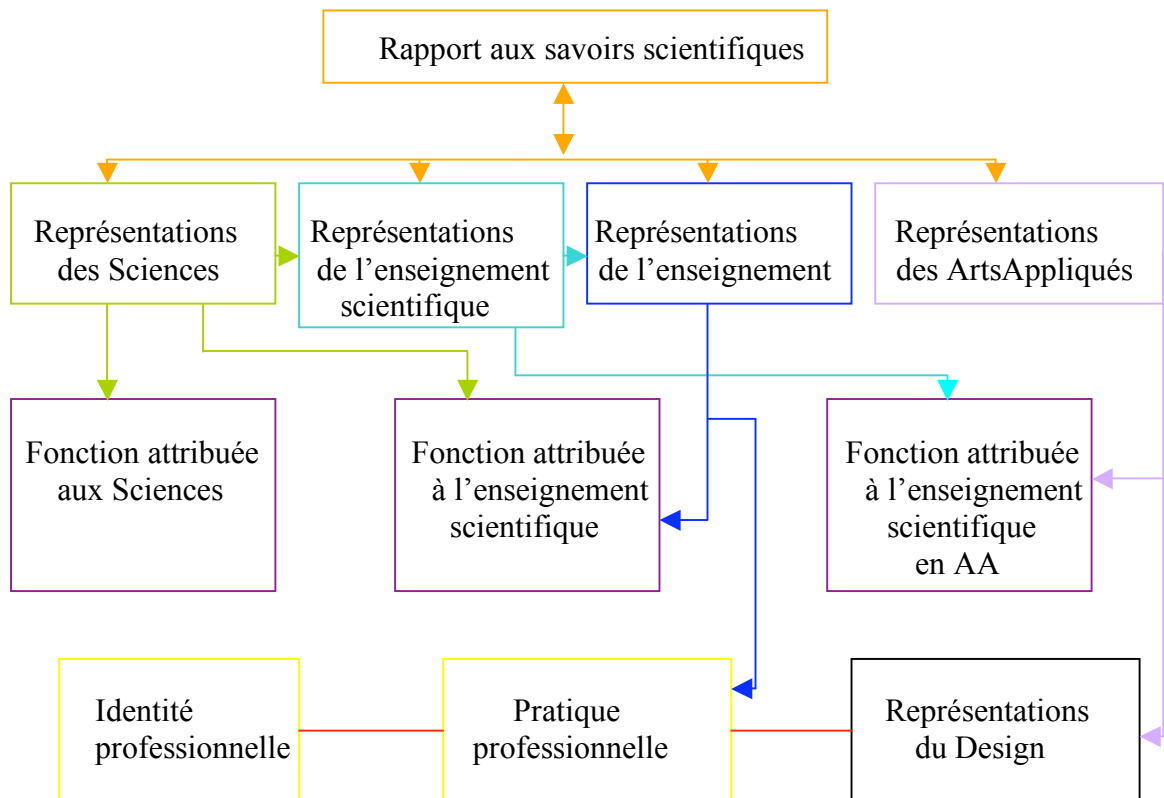 Rapport aux savoirs scientifiques
Représentations
des Sciences
Représentations
de l’enseignement
scientifique
Représentations
de l’enseignement
Représentations
des ArtsAppliqués
Fonction attribuée
aux Sciences
Fonction attribuée
à l’enseignement
scientifique
Fonction attribuée
à l’enseignement
scientifique
en AA
Identité
professionnelle
Pratique
professionnelle
Représentations
du Design